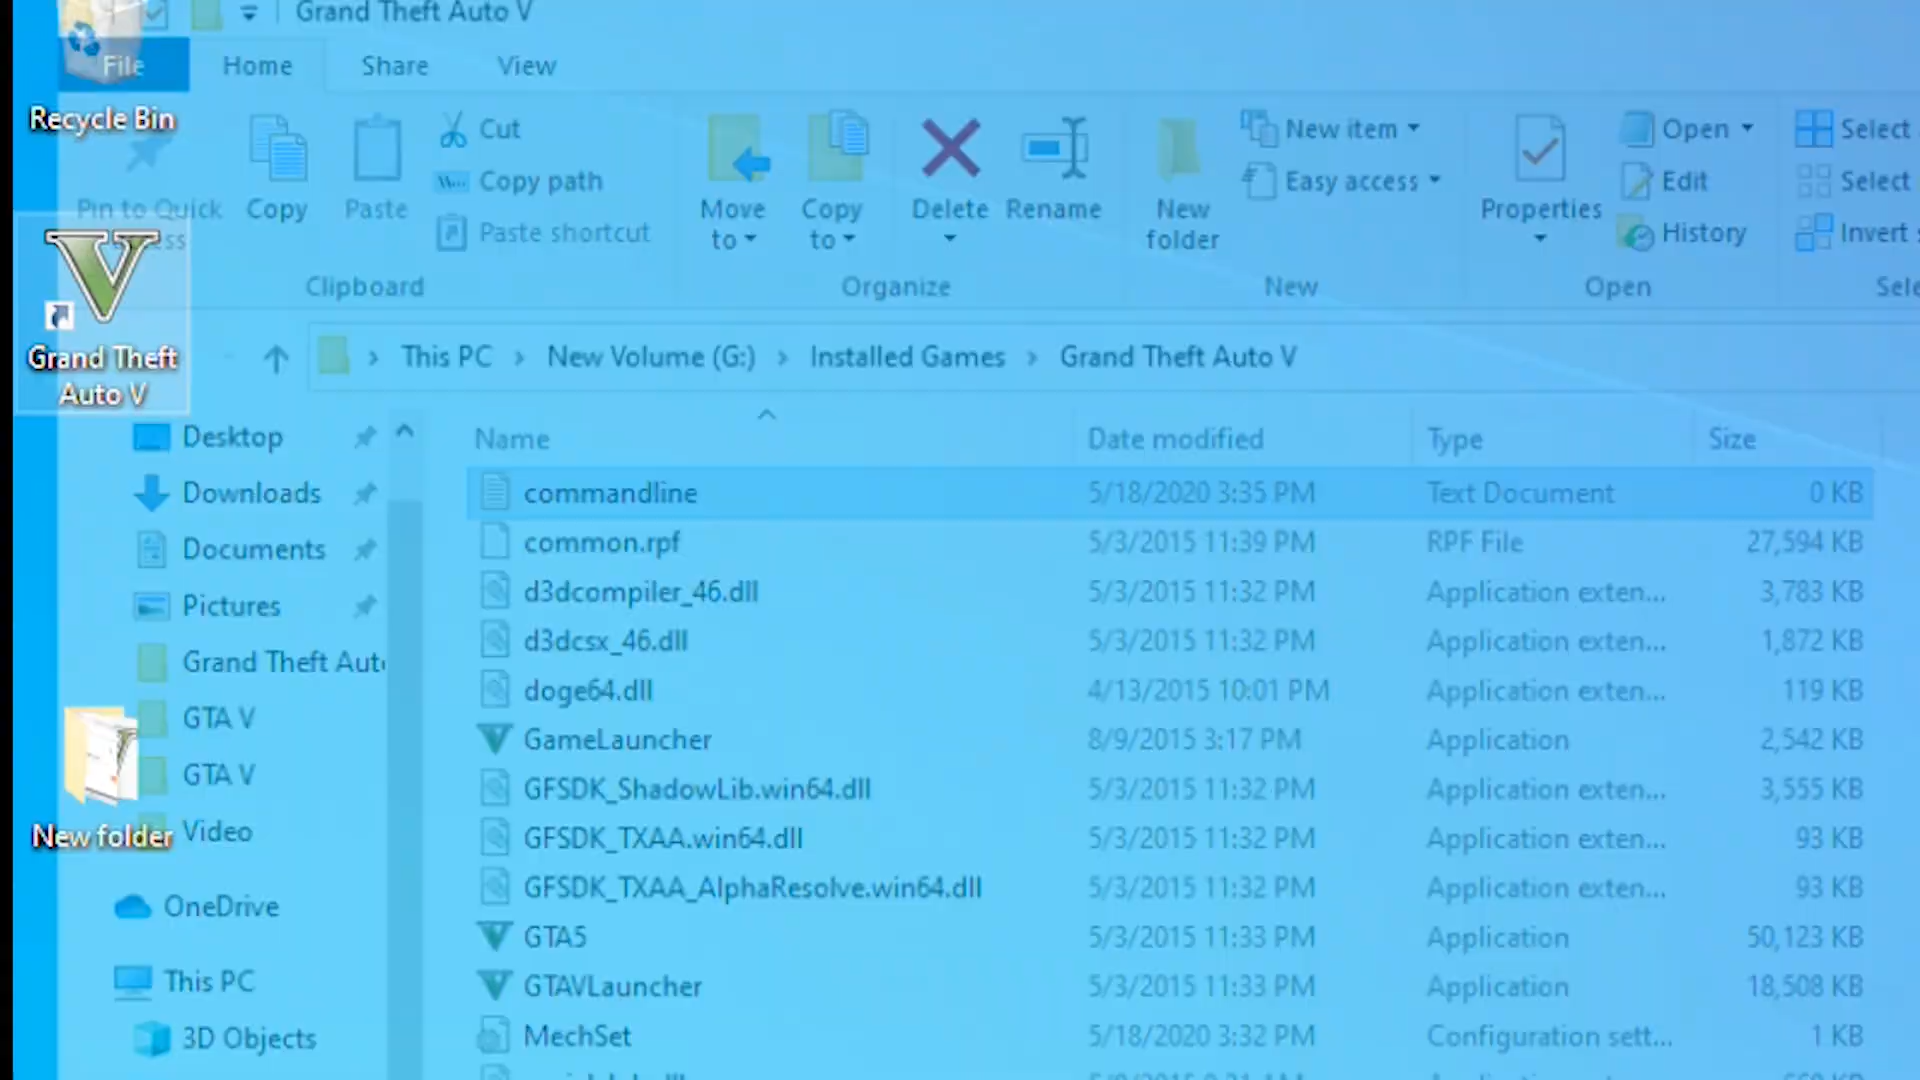 Grand Theft Auto V
File Home Share View
Recycle Bin
Pin to Quick
Copy
Paste
Cut
Copy path
Paste shortcut
Move
to
Copy
to
Delete
Rename
New
folder
New item
Easy access
Properties
Open
Edit
History
Select
Select
Invert
Clipboard Organize New Open
Grand Theft
Auto V
This PC New Volume (G:) Installed Games Grand Theft Auto V
Desktop
Downloads
Documents
Pictures
GTA V
GTA V
New folder
Video
OneDrive
This PC
3D Objects
Name Date modified Type Size
commandline 5/18/2020 3:35 PM Text Document 0 KB
common.rpf 5/3/2015 11:39 PM RPF File 27,594 KB
d3dcompiler_46.dll 5/3/2015 11:32 PM Application exten... 3,783 KB
d3dcsx_46.dll 5/3/2015 11:32 PM Application exten... 1,872 KB
doge64.dll 4/13/2015 10:01 PM Application exten... 119 KB
GameLauncher 8/9/2015 3:17 PM Application 2,542 KB
GFSDK_ShadowLib.win64.dll 5/3/2015 11:32 PM Application exten... 3,555 KB
GFSDK_TXAA.win64.dll 5/3/2015 11:32 PM Application exten... 93 KB
GFSDK_TXAA_AlphaResolve.win64.dll 5/3/2015 11:32 PM Application exten... 93 KB
GTA5 5/3/2015 11:33 PM Application 50,123 KB
GTAVLauncher 5/3/2015 11:33 PM Application 18,508 KB
MechSet 5/18/2020 3:32 PM Configuration sett... 1 KB